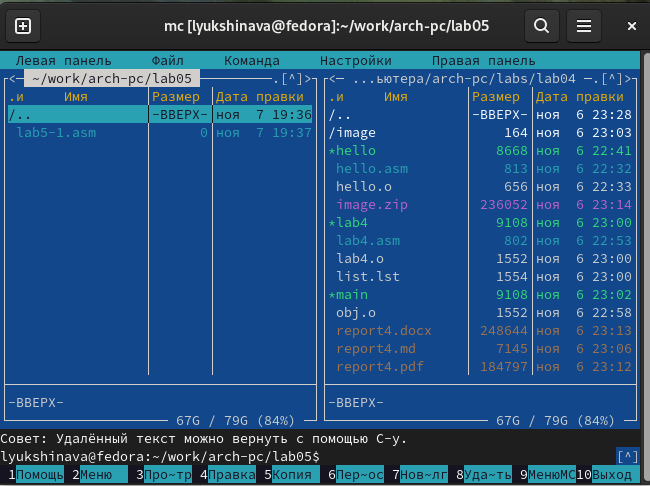 mc [lyukshinava@fedora]:~/work/arch-pc/lab05
Левая панель Файл Команда Настройки Правая панель
<─ ~/work/arch-pc/lab05 ─.[^]>
.и Имя Размер Дата правки
/.. -ВВЕРХ- ноя 7 19:36
lab5-1.asm 0 ноя 7 19:37
-ВВЕРХ-
67G / 79G (84%)
<─ ...ьютера/arch-pc/labs/lab04 ─.[^]>
.и Имя Размер Дата правки
/.. -ВВЕРХ- ноя 6 23:28
/image 164 ноя 6 23:03
*hello 8668 ноя 6 22:41
hello.asm 813 ноя 6 22:32
hello.o 656 ноя 6 22:33
image.zip 236052 ноя 6 23:14
*lab4 9108 ноя 6 23:00
lab4.asm 802 ноя 6 22:53
lab4.o 1552 ноя 6 23:00
list.lst 1554 ноя 6 23:00
*main 9108 ноя 6 23:02
obj.o 1552 ноя 6 22:58
report4.docx 248644 ноя 6 23:13
report4.md 7145 ноя 6 23:06
report4.pdf 184797 ноя 6 23:12
-ВВЕРХ-
67G / 79G (84%)
Совет: Удалённый текст можно вернуть с помощью C-y.
lyukshinava@fedora:~/work/arch-pc/lab05$ [^]
1Помощь 2Меню 3Про~тр 4Правка 5Копия 6Пер~ос 7Нов~лг 8Уда~ть 9МенюMC 10Выход